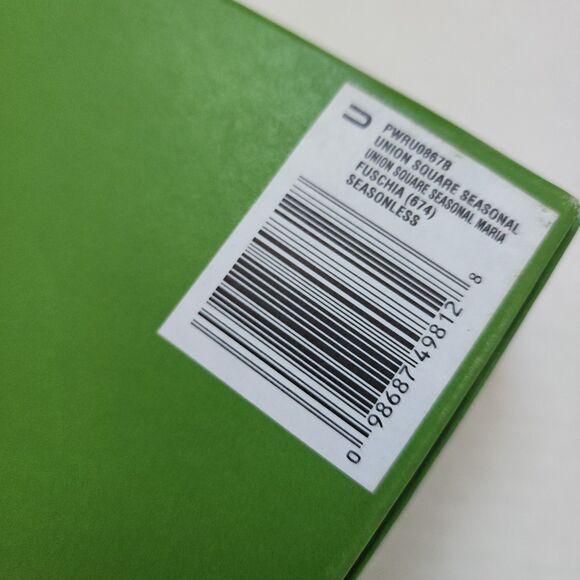 U
PWRU0867B
UNION SQUARE SEASONAL
UNION SQUARE SEASONAL MARIA
FUSCHIA (674)
SEASONLESS
0 98687 49812 8